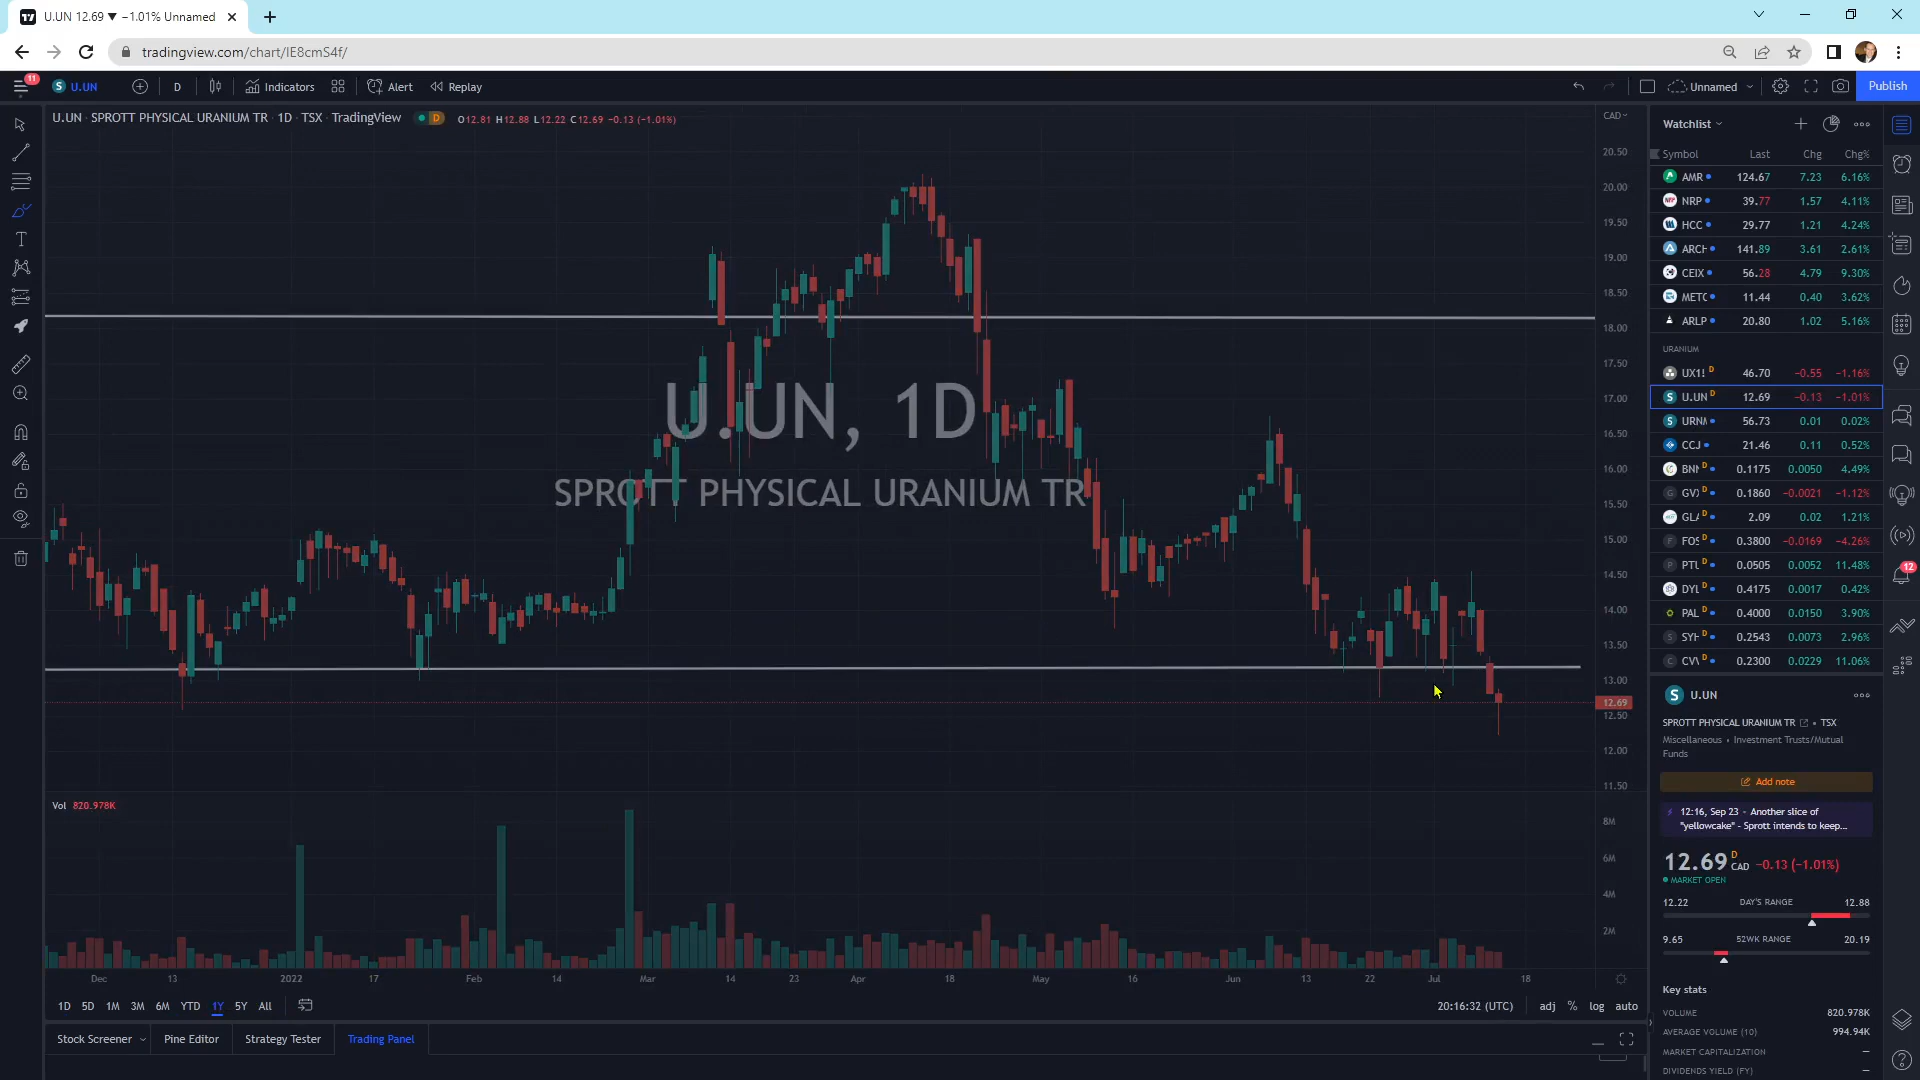 U.UN 12.69 ▼ −1.01% Unnamed
tradingview.com/chart/IE8cmS4f/
11
S U.UN D Indicators Alert Replay Unnamed Publish
U.UN · SPROTT PHYSICAL URANIUM TR · 1D · TSX · TradingView D O12.81 H12.88 L12.22 C12.69 −0.13 (−1.01%)
CAD
20.50
20.00
19.50
19.00
18.50
18.00
17.50
17.00
16.50
16.00
15.50
15.00
14.50
14.00
13.50
13.00
12.69
12.50
12.00
11.50
U.UN, 1D
SPROTT PHYSICAL URANIUM TR
Vol 820.978K
8M
6M
4M
2M
Dec 13 2022 17 Feb 14 Mar 14 23 Apr 18 May 16 Jun 13 22 Jul 18
1D 5D 1M 3M 6M YTD 1Y 5Y All 20:16:32 (UTC) adj % log auto
Stock Screener Pine Editor Strategy Tester Trading Panel
Watchlist
Symbol Last Chg Chg%
AMR 124.67 7.23 6.16%
NRP 39.77 1.57 4.11%
HCC 29.77 1.21 4.24%
ARCH 141.89 3.61 2.61%
CEIX 56.28 4.79 9.30%
METC 11.44 0.40 3.62%
ARLP 20.80 1.02 5.16%
URANIUM
UX1! D 46.70 −0.55 −1.16%
S U.UN D 12.69 −0.13 −1.01%
S URNM 56.73 0.01 0.02%
CCJ 21.46 0.11 0.52%
D 0.1175 0.0050 4.49%
G D 0.1860 −0.0021 −1.12%
D 2.09 0.02 1.21%
F D 0.3800 −0.0169 −4.26%
P D 0.0505 0.0052 11.48%
DYL D 0.4175 0.0017 0.42%
PAL D 0.4000 0.0150 3.90%
S D 0.2543 0.0073 2.96%
C D 0.2300 0.0229 11.06%
12
S U.UN
SPROTT PHYSICAL URANIUM TR • TSX
Miscellaneous • Investment Trusts/Mutual
Funds
Add note
12:16, Sep 23 - Another slice of
"yellowcake" - Sprott intends to keep...
12.69 D CAD −0.13 (−1.01%)
MARKET OPEN
12.22 DAY'S RANGE 12.88
9.65 52WK RANGE 20.19
Key stats
VOLUME 820.978K
AVERAGE VOLUME (10) 994.94K
MARKET CAPITALIZATION —
DIVIDENDS YIELD (FY) —